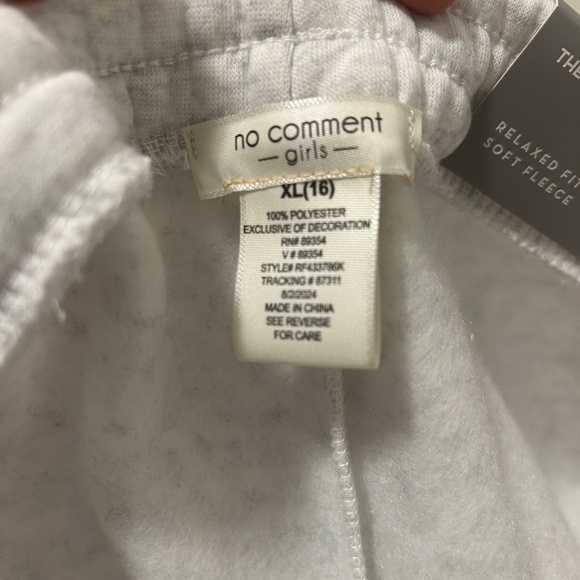 no comment
— girls —
XL(16)
100% POLYESTER
EXCLUSIVE OF DECORATION
RN# 89354
V # 89354
STYLE# RF433786K
TRACKING # 87311
8/2/2024
MADE IN CHINA
SEE REVERSE
FOR CARE
THE
RELAXED FIT
SOFT FLEECE